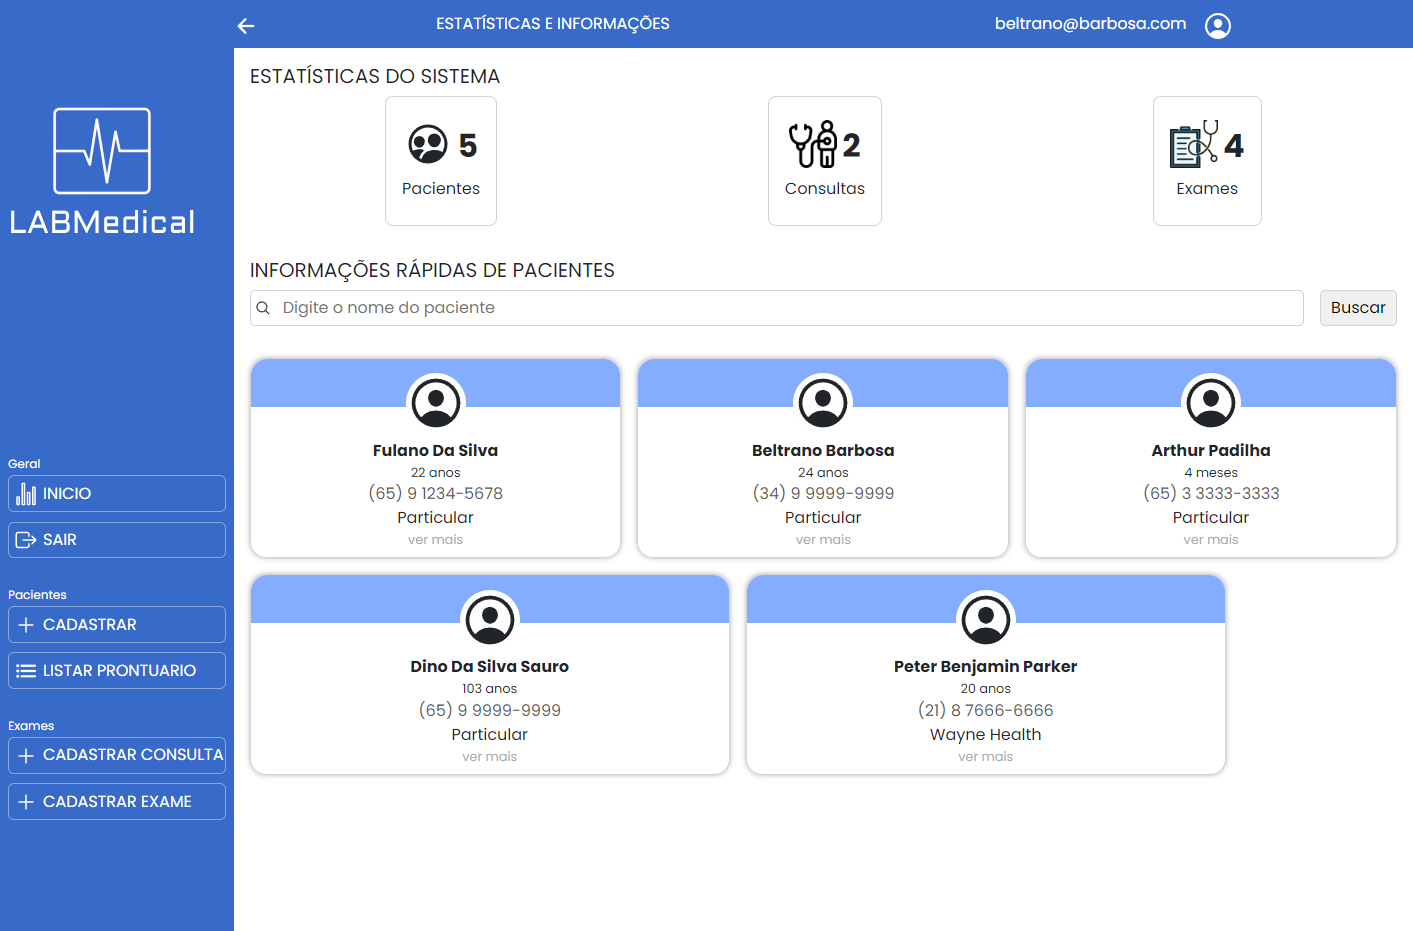 ESTATÍSTICAS E INFORMAÇÕES
beltrano@barbosa.com
LABMedical
Geral
INICIO
SAIR
Pacientes
CADASTRAR
LISTAR PRONTUARIO
Exames
CADASTRAR CONSULTA
CADASTRAR EXAME
ESTATÍSTICAS DO SISTEMA
5
Pacientes
2
Consultas
4
Exames
INFORMAÇÕES RÁPIDAS DE PACIENTES
Digite o nome do paciente
Buscar
Fulano Da Silva
22 anos
(65) 9 1234-5678
Particular
ver mais
Beltrano Barbosa
24 anos
(34) 9 9999-9999
Particular
ver mais
Arthur Padilha
4 meses
(65) 3 3333-3333
Particular
ver mais
Dino Da Silva Sauro
103 anos
(65) 9 9999-9999
Particular
ver mais
Peter Benjamin Parker
20 anos
(21) 8 7666-6666
Wayne Health
ver mais